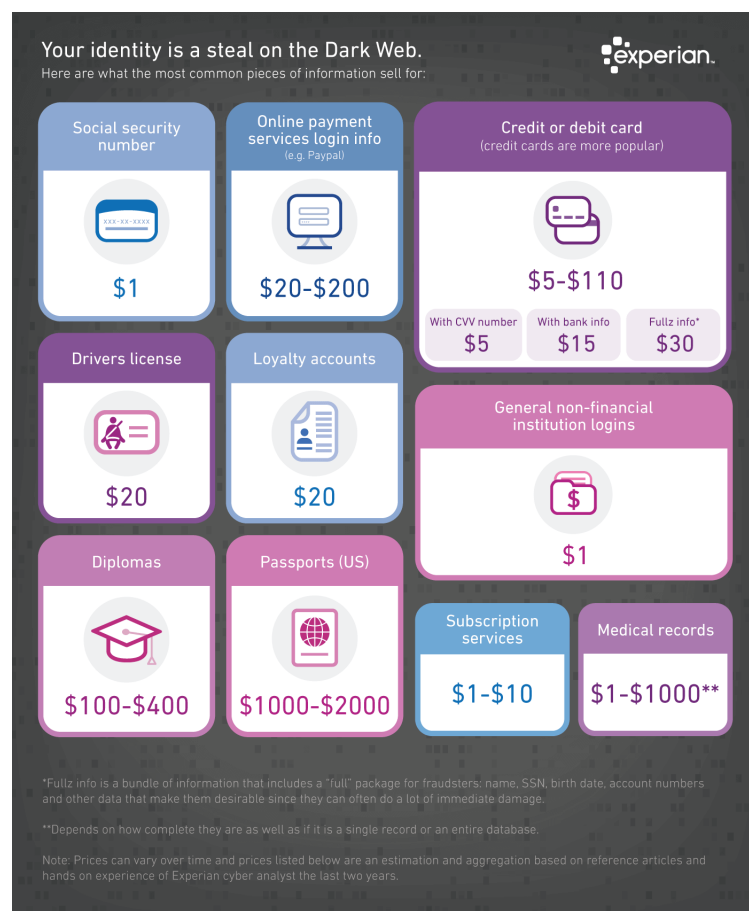 Your identity is a steal on the Dark Web.
Here are what the most common pieces of information sell for:
experian™
Social security
number
XXX-XX-XXXX
$1
Online payment
services login info
(e.g. Paypal)
$20-$200
Credit or debit card
(credit cards are more popular)
$5-$110
With CVV number
$5
With bank info
$15
Fullz info*
$30
Drivers license
$20
Loyalty accounts
$20
General non-financial
institution logins
$
$1
Diplomas
$100-$400
Passports (US)
$1000-$2000
Subscription
services
$1-$10
Medical records
$1-$1000**
*Fullz info is a bundle of information that includes a "full" package for fraudsters: name, SSN, birth date, account numbers
and other data that make them desirable since they can often do a lot of immediate damage.
**Depends on how complete they are as well as if it is a single record or an entire database.
Note: Prices can vary over time and prices listed below are an estimation and aggregation based on reference articles and
hands on experience of Experian cyber analyst the last two years.